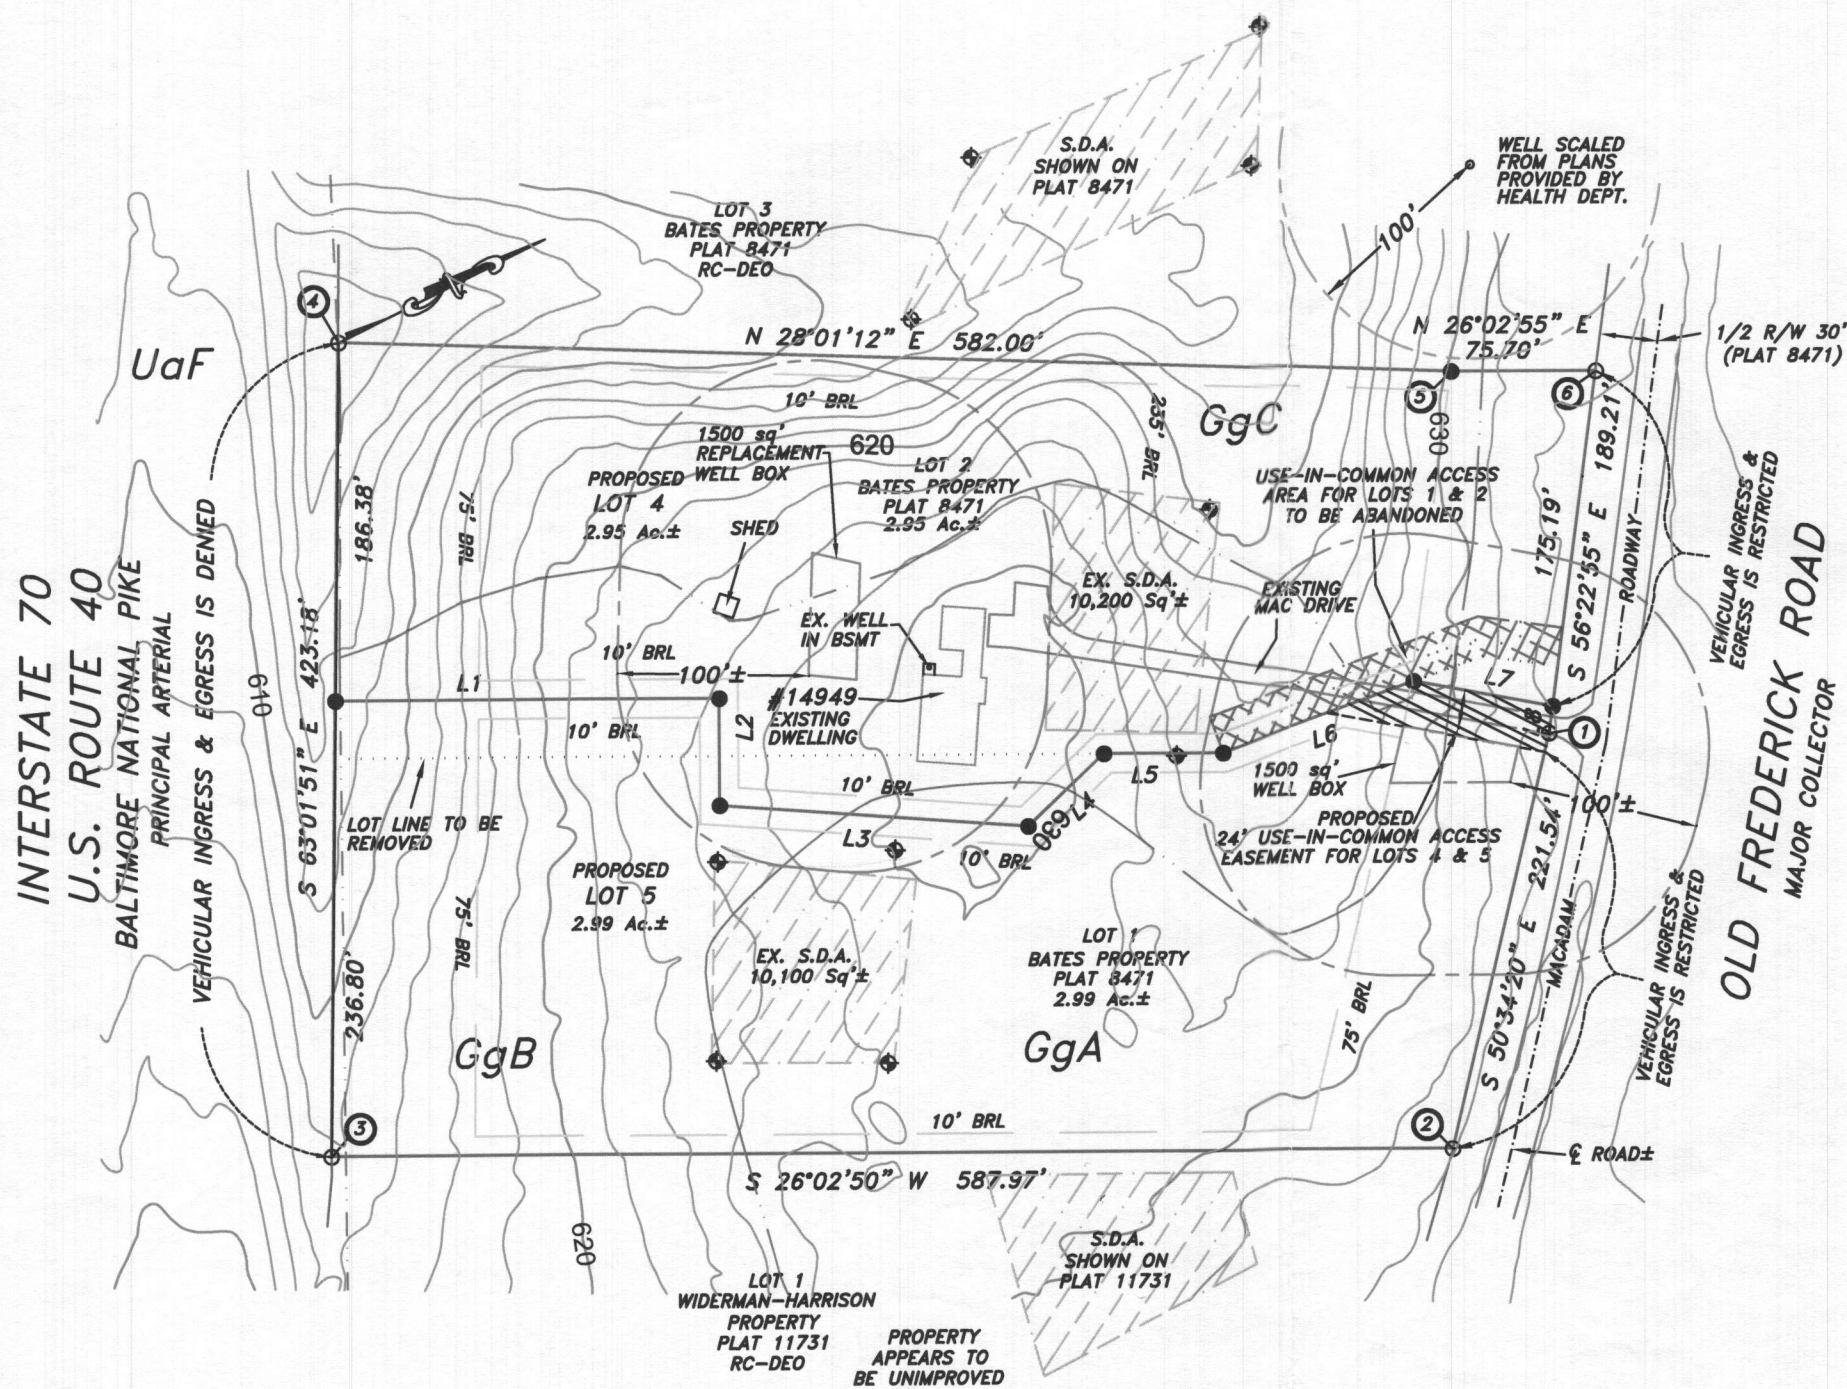 S.D.A.
SHOWN ON
PLAT 8471
WELL SCALED
FROM PLANS
PROVIDED BY
HEALTH DEPT.
100'
LOT 3
BATES PROPERTY
PLAT 8471
RC-DEO
4
UaF
N 28°01'12" E 582.00'
N 26°02'55" E
75.70'
1/2 R/W 30'
(PLAT 8471)
5
6
630
10' BRL
GgC
235' BRL
189.21'
1500 sq'
REPLACEMENT
WELL BOX
620
PROPOSED
LOT 4
2.95 Ac.±
LOT 2
BATES PROPERTY
PLAT 8471
2.95 Ac.±
USE-IN-COMMON ACCESS
AREA FOR LOTS 1 & 2
TO BE ABANDONED
VEHICULAR INGRESS &
EGRESS IS RESTRICTED
186.38'
75' BRL
SHED
175.19'
S 56°22'55" E
ROADWAY
EX. S.D.A.
10,200 Sq'±
EXISTING
MAC DRIVE
EX. WELL
IN BSMT
INTERSTATE 70
U.S. ROUTE 40
BALTIMORE NATIONAL PIKE
PRINCIPAL ARTERIAL
VEHICULAR INGRESS & EGRESS IS DENIED
610
S 63°01'51" E 423.18'
10' BRL
100'±
L1
L2
#14949
EXISTING
DWELLING
10' BRL
L7
L8
1
L6
L5
1500 sq'
WELL BOX
10' BRL
LOT LINE TO BE
REMOVED
L3
L4
630
10' BRL
PROPOSED
24' USE-IN-COMMON ACCESS
EASEMENT FOR LOTS 4 & 5
100'±
OLD FREDERICK ROAD
MAJOR COLLECTOR
PROPOSED
LOT 5
2.99 Ac.±
75' BRL
236.80'
EX. S.D.A.
10,100 Sq'±
LOT 1
BATES PROPERTY
PLAT 8471
2.99 Ac.±
221.54'
S 50°34'20" E
MACADAM
VEHICULAR INGRESS &
EGRESS IS RESTRICTED
75' BRL
GgB
GgA
3
10' BRL
2
℄ ROAD±
S 26°02'50" W 587.97'
620
S.D.A.
SHOWN ON
PLAT 11731
LOT 1
WIDERMAN-HARRISON
PROPERTY
PLAT 11731
RC-DEO
PROPERTY
APPEARS TO
BE UNIMPROVED